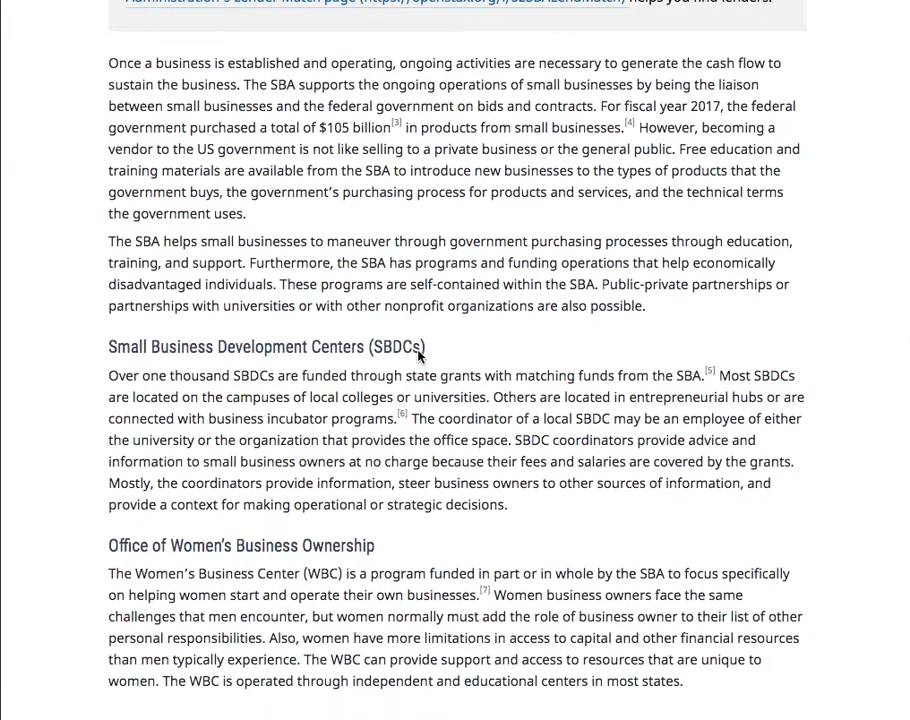 Administration's Lender Match page (https://openstax.org/l/52SBALendMatch) helps you find lenders.
Once a business is established and operating, ongoing activities are necessary to generate the cash flow to
sustain the business. The SBA supports the ongoing operations of small businesses by being the liaison
between small businesses and the federal government on bids and contracts. For fiscal year 2017, the federal
government purchased a total of $105 billion[3] in products from small businesses.[4] However, becoming a
vendor to the US government is not like selling to a private business or the general public. Free education and
training materials are available from the SBA to introduce new businesses to the types of products that the
government buys, the government's purchasing process for products and services, and the technical terms
the government uses.
The SBA helps small businesses to maneuver through government purchasing processes through education,
training, and support. Furthermore, the SBA has programs and funding operations that help economically
disadvantaged individuals. These programs are self-contained within the SBA. Public-private partnerships or
partnerships with universities or with other nonprofit organizations are also possible.
Small Business Development Centers (SBDCs)
Over one thousand SBDCs are funded through state grants with matching funds from the SBA.[5] Most SBDCs
are located on the campuses of local colleges or universities. Others are located in entrepreneurial hubs or are
connected with business incubator programs.[6] The coordinator of a local SBDC may be an employee of either
the university or the organization that provides the office space. SBDC coordinators provide advice and
information to small business owners at no charge because their fees and salaries are covered by the grants.
Mostly, the coordinators provide information, steer business owners to other sources of information, and
provide a context for making operational or strategic decisions.
Office of Women's Business Ownership
The Women's Business Center (WBC) is a program funded in part or in whole by the SBA to focus specifically
on helping women start and operate their own businesses.[7] Women business owners face the same
challenges that men encounter, but women normally must add the role of business owner to their list of other
personal responsibilities. Also, women have more limitations in access to capital and other financial resources
than men typically experience. The WBC can provide support and access to resources that are unique to
women. The WBC is operated through independent and educational centers in most states.